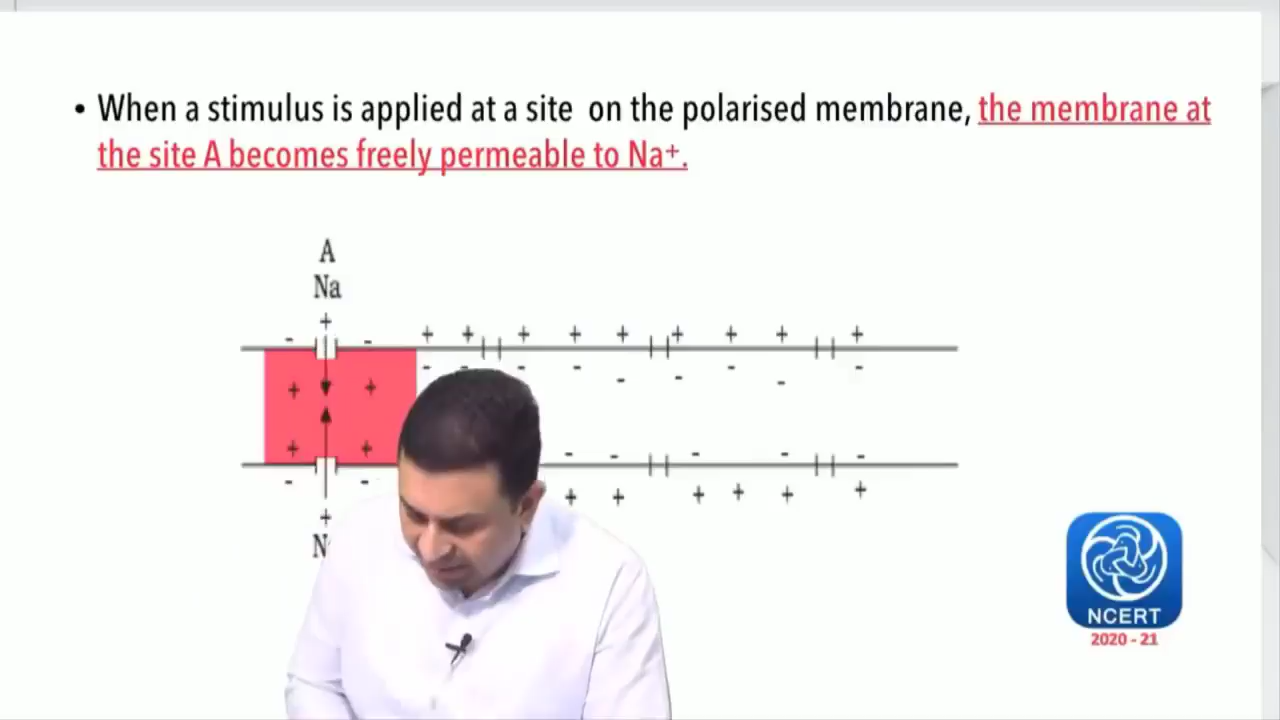 • When a stimulus is applied at a site on the polarised membrane, the membrane at
the site A becomes freely permeable to Na+.
A
Na
+
- - + + + + + + + + +
- - - - - - - -
+ +
+ +
- - - - -
- - + + + + + +
+
N
NCERT
2020 - 21